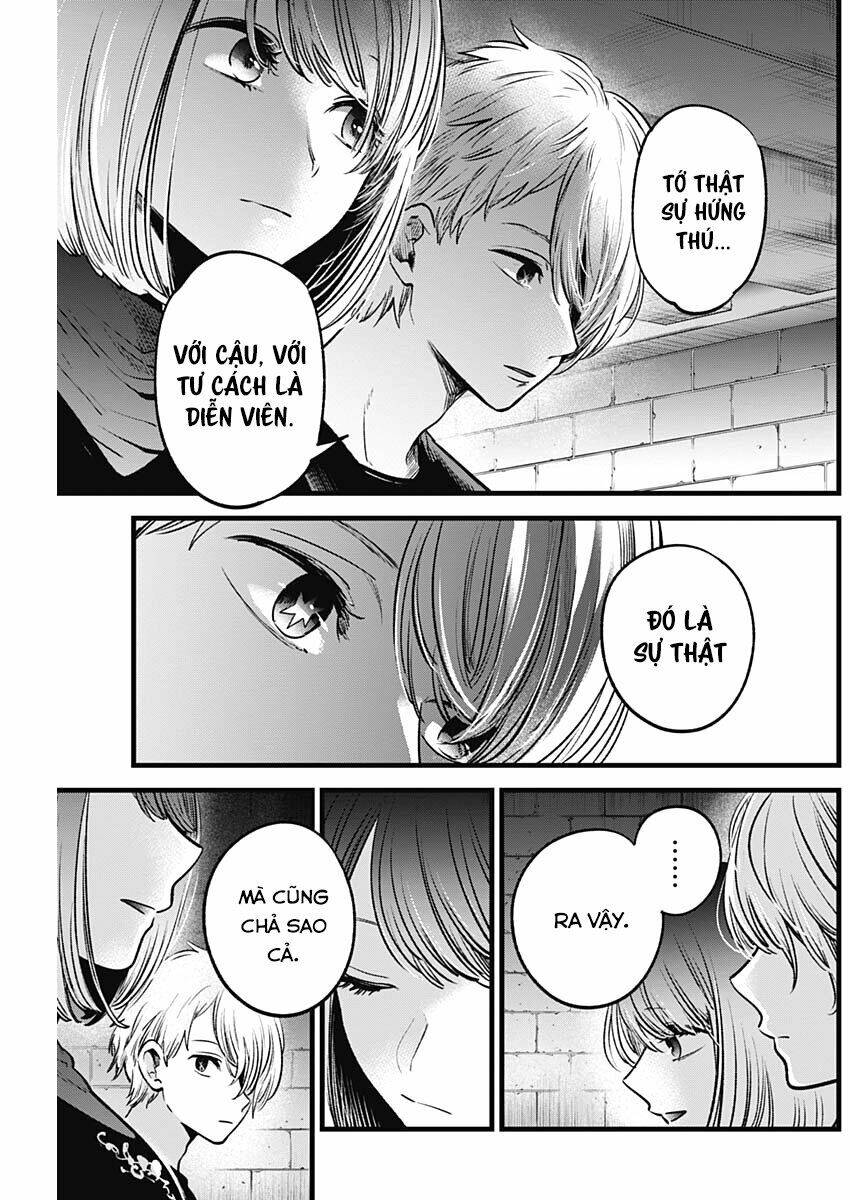 TỚ THẬT
SỰ HỨNG
THÚ...
VỚI CẬU, VỚI
TƯ CÁCH LÀ
DIỄN VIÊN.
ĐÓ LÀ
SỰ THẬT
......
RA VẬY.
MÀ CŨNG
CHẢ SAO
CẢ.